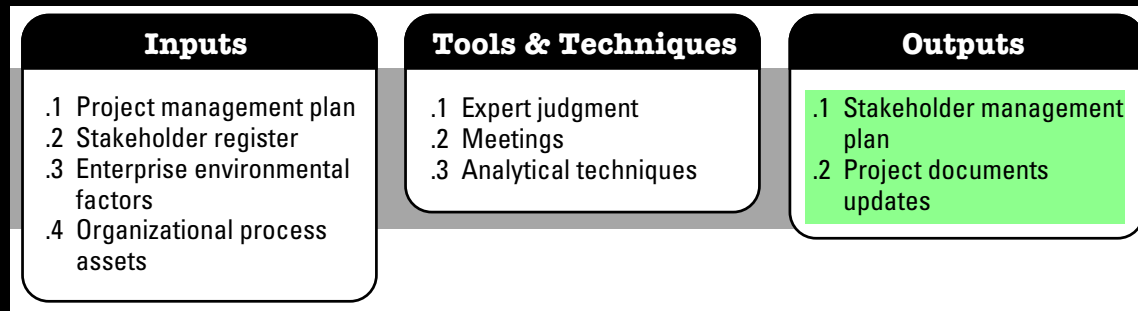 Inputs
.1 Project management plan
.2 Stakeholder register
.3 Enterprise environmental
factors
.4 Organizational process
assets
Tools & Techniques
.1 Expert judgment
.2 Meetings
.3 Analytical techniques
Outputs
.1 Stakeholder management
plan
.2 Project documents
updates